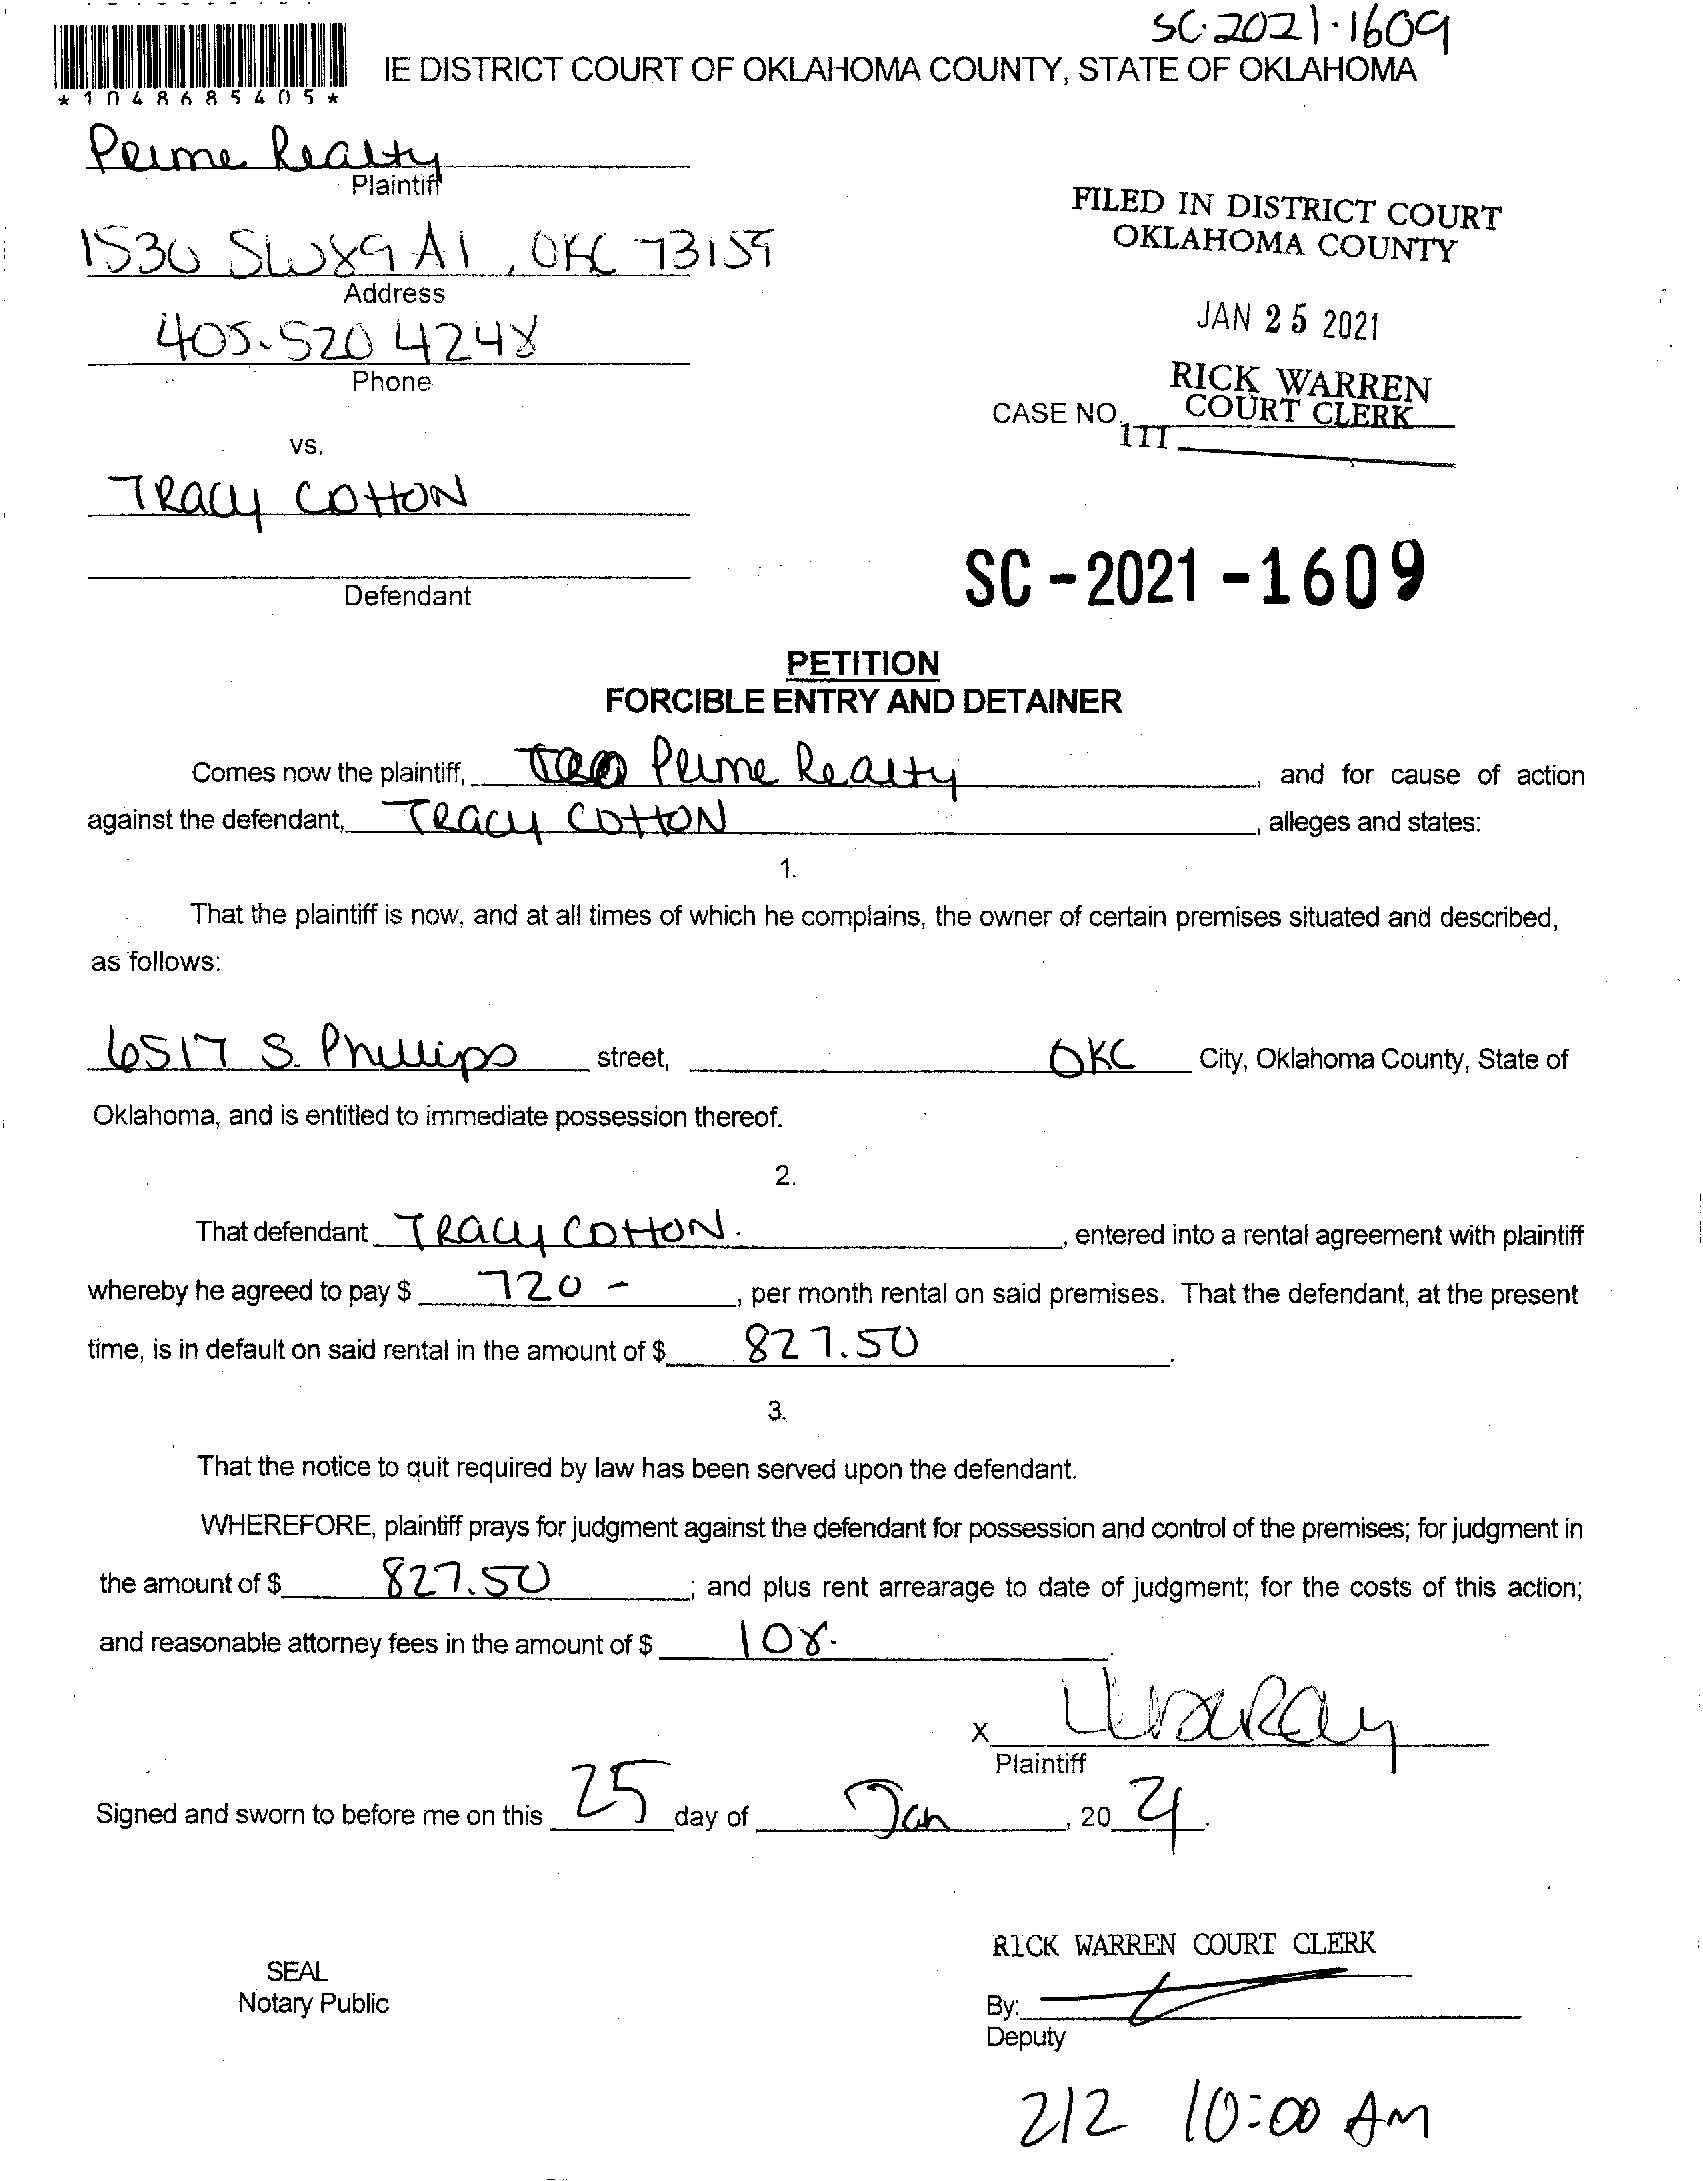 SC-2021-1609
IE DISTRICT COURT OF OKLAHOMA COUNTY, STATE OF OKLAHOMA
*1048685405*
Prime Realty
Plaintiff
FILED IN DISTRICT COURT
OKLAHOMA COUNTY
1530 SW 89 A1, OKC 73159
Address
JAN 25 2021
405-520 4248
Phone
RICK WARREN
COURT CLERK
CASE NO.
111
vs.
Tracy Cotton
Defendant
SC-2021-1609
PETITION
FORCIBLE ENTRY AND DETAINER
Comes now the plaintiff, Prime Realty, and for cause of action
against the defendant, Tracy Cotton, alleges and states:
1.
That the plaintiff is now, and at all times of which he complains, the owner of certain premises situated and described,
as follows:
6517 S. Phillips street, OKC City, Oklahoma County, State of
Oklahoma, and is entitled to immediate possession thereof.
2.
That defendant Tracy Cotton., entered into a rental agreement with plaintiff
whereby he agreed to pay $ 720 -, per month rental on said premises. That the defendant, at the present
time, is in default on said rental in the amount of $ 827.50.
3.
That the notice to quit required by law has been served upon the defendant.
WHEREFORE, plaintiff prays for judgment against the defendant for possession and control of the premises; for judgment in
the amount of $ 827.50; and plus rent arrearage to date of judgment; for the costs of this action;
and reasonable attorney fees in the amount of $ 108-.
X
Plaintiff
Signed and sworn to before me on this 25 day of Jan, 20 21.
RICK WARREN COURT CLERK
SEAL
Notary Public
By:
Deputy
212 10:00 AM